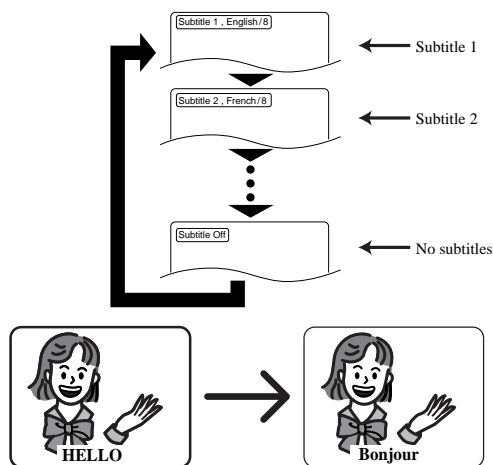 Subtitle 1 , English/8
Subtitle 1
Subtitle 2 , French/8
Subtitle 2
Subtitle Off
No subtitles
HELLO
Bonjour